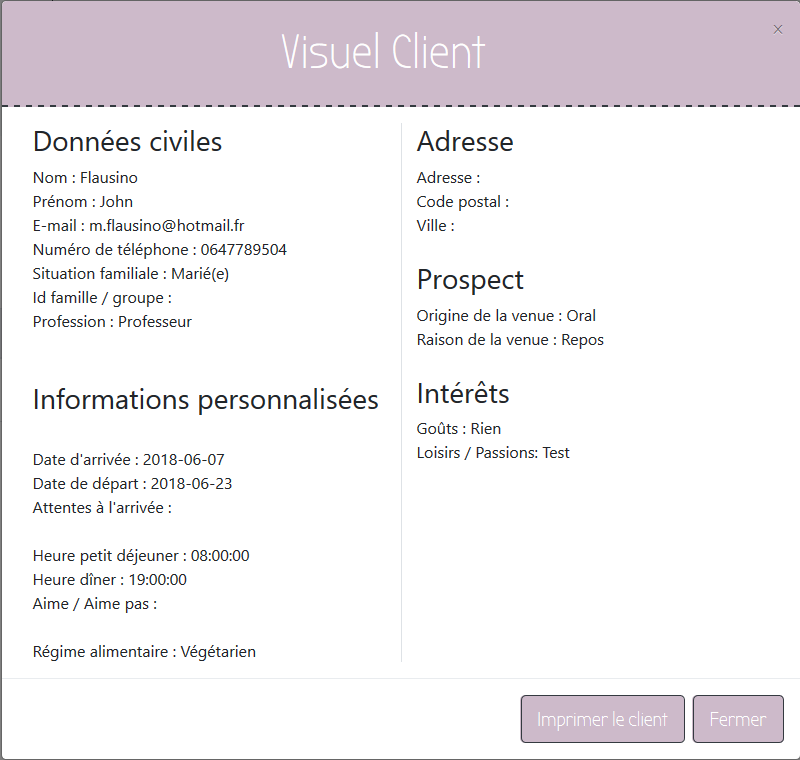 Visuel Client
×
Données civiles
Nom : Flausino
Prénom : John
E-mail : m.flausino@hotmail.fr
Numéro de téléphone : 0647789504
Situation familiale : Marié(e)
Id famille / groupe :
Profession : Professeur
Informations personnalisées
Date d'arrivée : 2018-06-07
Date de départ : 2018-06-23
Attentes à l'arrivée :
Heure petit déjeuner : 08:00:00
Heure dîner : 19:00:00
Aime / Aime pas :
Régime alimentaire : Végétarien
Adresse
Adresse :
Code postal :
Ville :
Prospect
Origine de la venue : Oral
Raison de la venue : Repos
Intérêts
Goûts : Rien
Loisirs / Passions: Test
Imprimer le client
Fermer